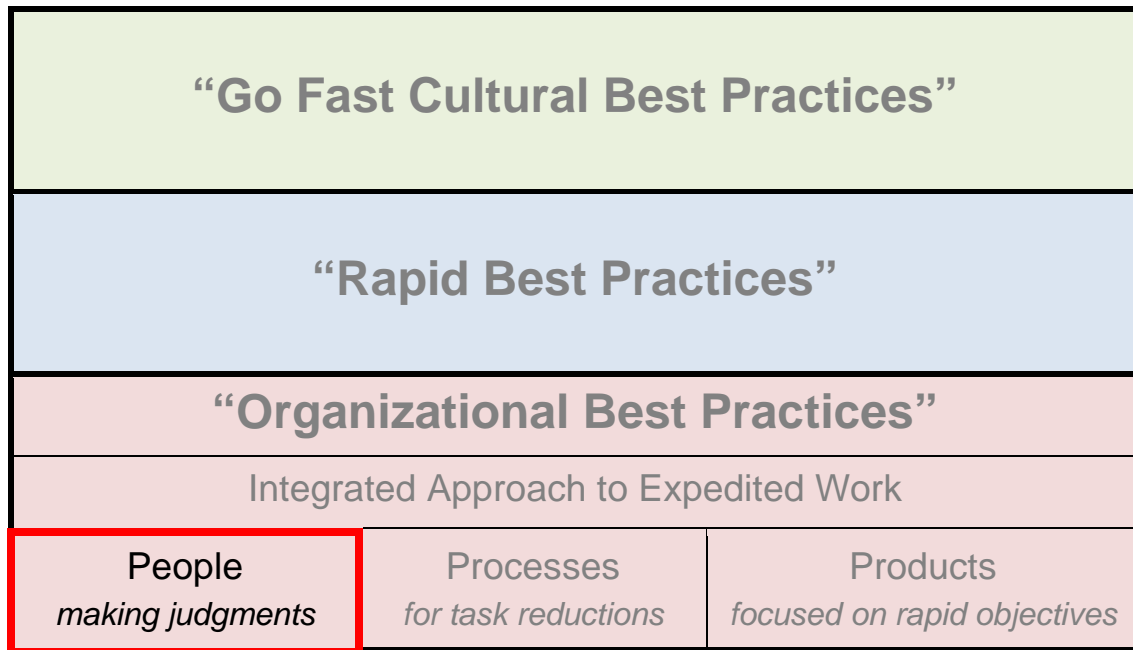 “Go Fast Cultural Best Practices”
“Rapid Best Practices”
“Organizational Best Practices”
Integrated Approach to Expedited Work
People
making judgments
Processes
for task reductions
Products
focused on rapid objectives